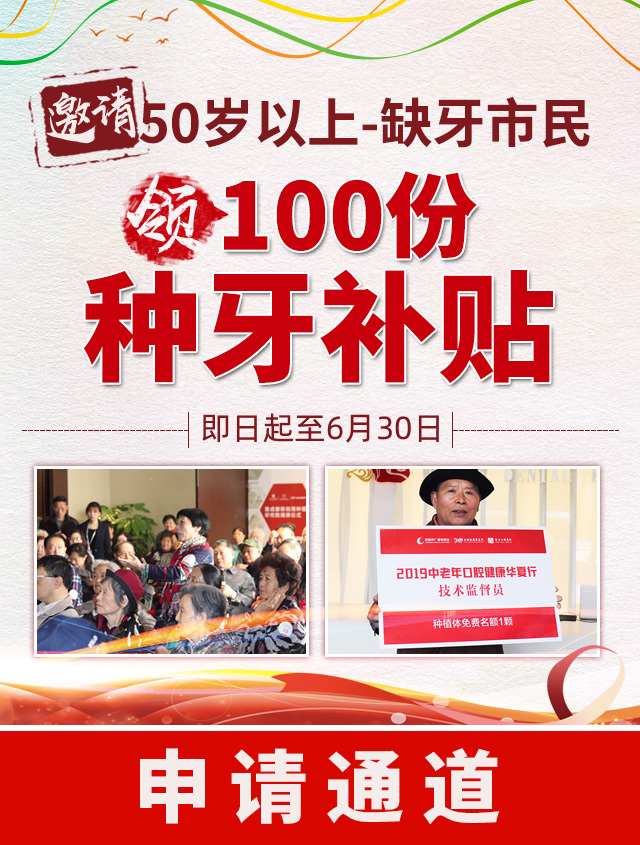 邀请
50岁以上-缺牙市民
领
100份
种牙补贴
即日起至6月30日
DENTAL
2019中老年口腔健康华夏行
技术监督员
种植体免费名额1颗
申请通道